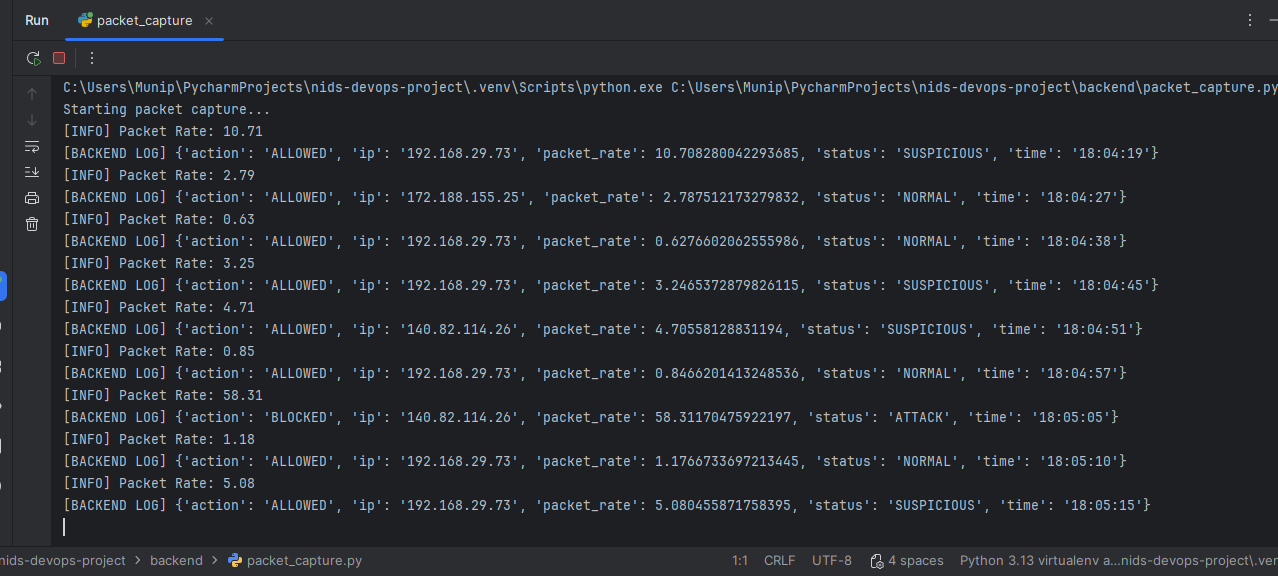 Run packet_capture
C:\Users\Munip\PycharmProjects\nids-devops-project\.venv\Scripts\python.exe C:\Users\Munip\PycharmProjects\nids-devops-project\backend\packet_capture.py
Starting packet capture...
[INFO] Packet Rate: 10.71
[BACKEND LOG] {'action': 'ALLOWED', 'ip': '192.168.29.73', 'packet_rate': 10.708280042293685, 'status': 'SUSPICIOUS', 'time': '18:04:19'}
[INFO] Packet Rate: 2.79
[BACKEND LOG] {'action': 'ALLOWED', 'ip': '172.188.155.25', 'packet_rate': 2.787512173279832, 'status': 'NORMAL', 'time': '18:04:27'}
[INFO] Packet Rate: 0.63
[BACKEND LOG] {'action': 'ALLOWED', 'ip': '192.168.29.73', 'packet_rate': 0.6276602062555986, 'status': 'NORMAL', 'time': '18:04:38'}
[INFO] Packet Rate: 3.25
[BACKEND LOG] {'action': 'ALLOWED', 'ip': '192.168.29.73', 'packet_rate': 3.2465372879826115, 'status': 'SUSPICIOUS', 'time': '18:04:45'}
[INFO] Packet Rate: 4.71
[BACKEND LOG] {'action': 'ALLOWED', 'ip': '140.82.114.26', 'packet_rate': 4.70558128831194, 'status': 'SUSPICIOUS', 'time': '18:04:51'}
[INFO] Packet Rate: 0.85
[BACKEND LOG] {'action': 'ALLOWED', 'ip': '192.168.29.73', 'packet_rate': 0.8466201413248536, 'status': 'NORMAL', 'time': '18:04:57'}
[INFO] Packet Rate: 58.31
[BACKEND LOG] {'action': 'BLOCKED', 'ip': '140.82.114.26', 'packet_rate': 58.31170475922197, 'status': 'ATTACK', 'time': '18:05:05'}
[INFO] Packet Rate: 1.18
[BACKEND LOG] {'action': 'ALLOWED', 'ip': '192.168.29.73', 'packet_rate': 1.1766733697213445, 'status': 'NORMAL', 'time': '18:05:10'}
[INFO] Packet Rate: 5.08
[BACKEND LOG] {'action': 'ALLOWED', 'ip': '192.168.29.73', 'packet_rate': 5.080455871758395, 'status': 'SUSPICIOUS', 'time': '18:05:15'}
nids-devops-project > backend > packet_capture.py 1:1 CRLF UTF-8 4 spaces Python 3.13 virtualenv a...nids-devops-project\.ven